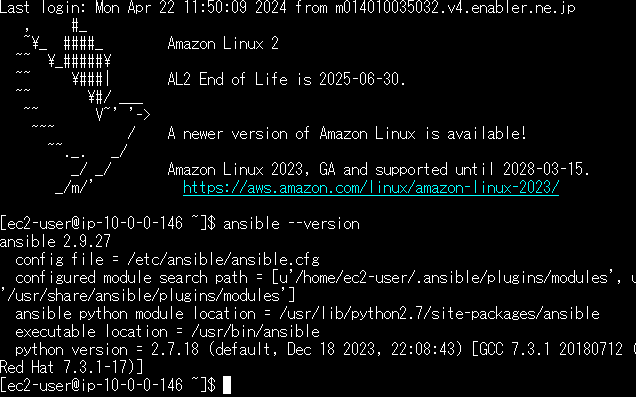 Last login: Mon Apr 22 11:50:09 2024 from m014010035032.v4.enabler.ne.jp
   ,     #_
   ~¥_  ####_        Amazon Linux 2
  ~~  ¥_#####¥
  ~~     ¥###|       AL2 End of Life is 2025-06-30.
  ~~       ¥#/ ___
   ~~       V~' '->
    ~~~         /    A newer version of Amazon Linux is available!
      ~~._.   _/
         _/ _/       Amazon Linux 2023, GA and supported until 2028-03-15.
       _/m/'           https://aws.amazon.com/linux/amazon-linux-2023/
[ec2-user@ip-10-0-0-146 ~]$ ansible --version
ansible 2.9.27
  config file = /etc/ansible/ansible.cfg
  configured module search path = [u'/home/ec2-user/.ansible/plugins/modules', u
'/usr/share/ansible/plugins/modules']
  ansible python module location = /usr/lib/python2.7/site-packages/ansible
  executable location = /usr/bin/ansible
  python version = 2.7.18 (default, Dec 18 2023, 22:08:43) [GCC 7.3.1 20180712 (
Red Hat 7.3.1-17)]
[ec2-user@ip-10-0-0-146 ~]$